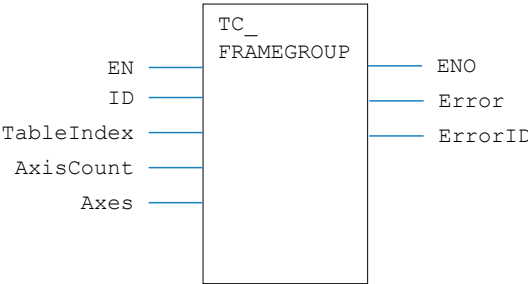 TC_
FRAMEGROUP
EN
ENO
ID
Error
TableIndex
ErrorID
AxisCount
Axes